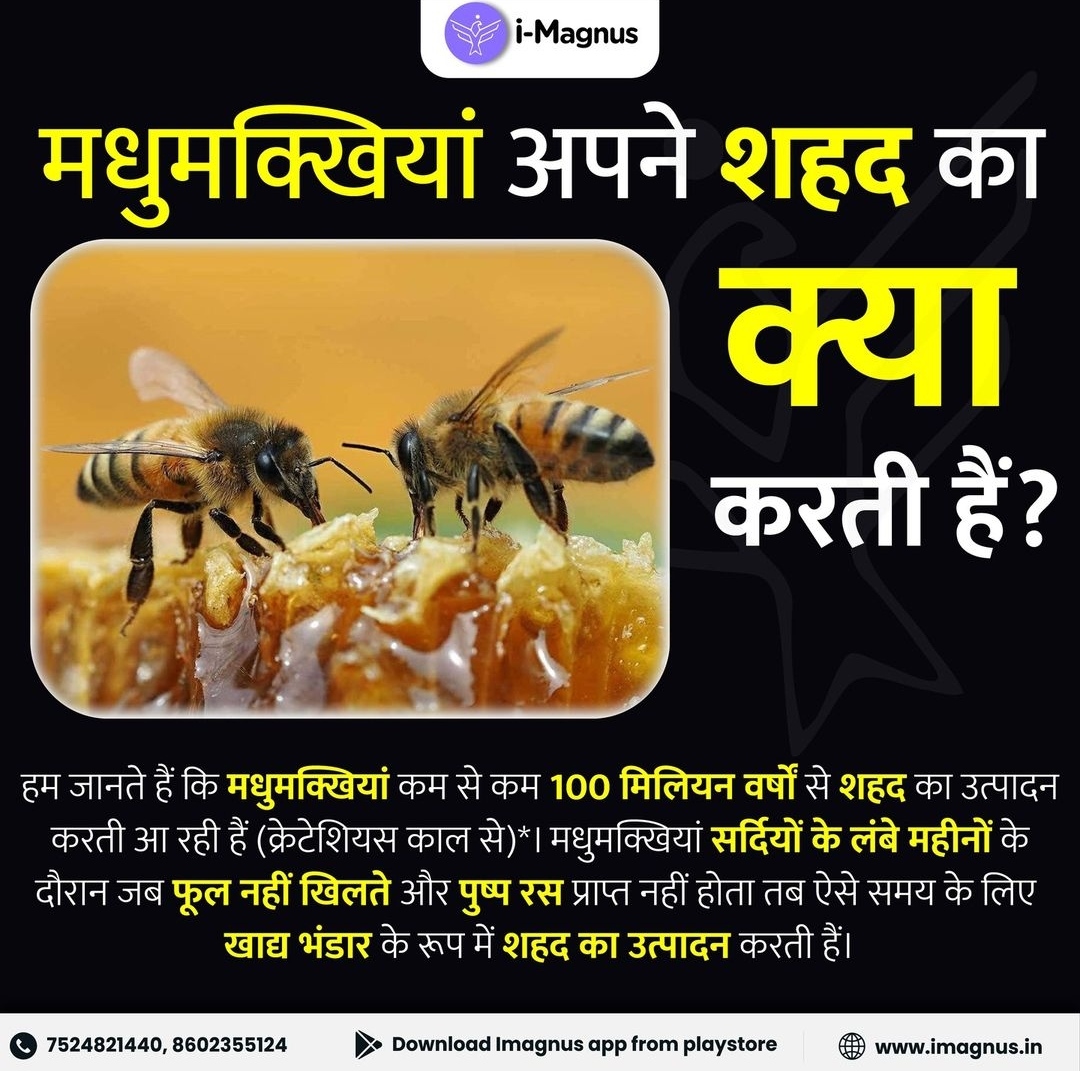 i-Magnus
मधुमक्खियां अपने शहद का
क्या
करती हैं?
हम जानते हैं कि मधुमक्खियां कम से कम 100 मिलियन वर्षों से शहद का उत्पादन
करती आ रही हैं (क्रेटेशियस काल से)*। मधुमक्खियां सर्दियों के लंबे महीनों के
दौरान जब फूल नहीं खिलते और पुष्प रस प्राप्त नहीं होता तब ऐसे समय के लिए
खाद्य भंडार के रूप में शहद का उत्पादन करती हैं।
7524821440, 8602355124 Download Imagnus app from playstore www.imagnus.in